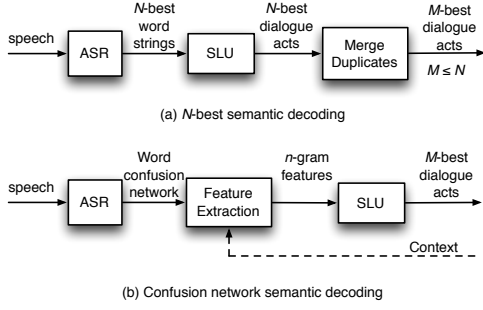 speech
ASR
N-best
word
strings
SLU
N-best
dialogue
acts
Merge
Duplicates
M-best
dialogue
acts
M ≤ N
(a) N-best semantic decoding
speech
ASR
Word
confusion
network
Feature
Extraction
n-gram
features
SLU
M-best
dialogue
acts
Context
(b) Confusion network semantic decoding